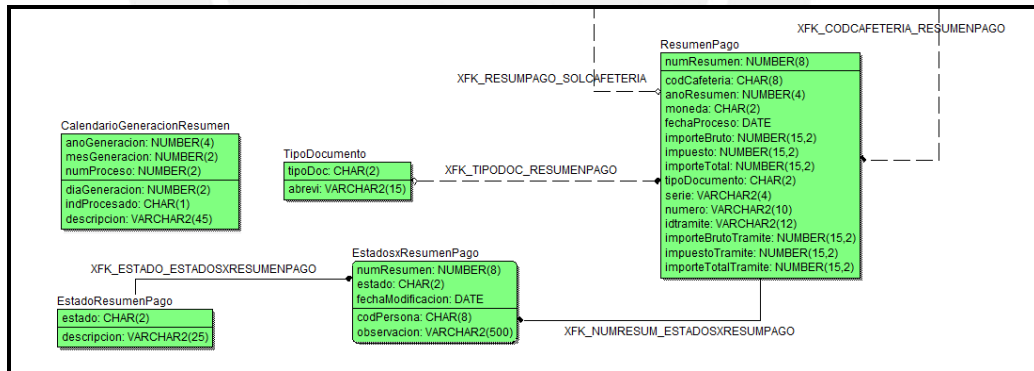 XFK_CODCAFETERIA_RESUMENPAGO
ResumenPago
numResumen: NUMBER(8)
codCafeteria: CHAR(8)
anoResumen: NUMBER(4)
moneda: CHAR(2)
fechaProceso: DATE
importeBruto: NUMBER(15,2)
impuesto: NUMBER(15,2)
importeTotal: NUMBER(15,2)
tipoDocumento: CHAR(2)
serie: VARCHAR2(4)
numero: VARCHAR2(10)
idtramite: VARCHAR2(12)
importeBrutoTramite: NUMBER(15,2)
impuestoTramite: NUMBER(15,2)
importeTotalTramite: NUMBER(15,2)
XFK_RESUMPAGO_SOLCAFETERIA
CalendarioGeneracionResumen
anoGeneracion: NUMBER(4)
mesGeneracion: NUMBER(2)
numProceso: NUMBER(2)
diaGeneracion: NUMBER(2)
indProcesado: CHAR(1)
descripcion: VARCHAR2(45)
TipoDocumento
tipoDoc: CHAR(2)
abrevi: VARCHAR2(15)
XFK_TIPODOC_RESUMENPAGO
EstadosxResumenPago
numResumen: NUMBER(8)
estado: CHAR(2)
fechaModificacion: DATE
codPersona: CHAR(8)
observacion: VARCHAR2(500)
XFK_ESTADO_ESTADOSXRESUMENPAGO
EstadoResumenPago
estado: CHAR(2)
descripcion: VARCHAR2(25)
XFK_NUMRESUM_ESTADOSXRESUMPAGO